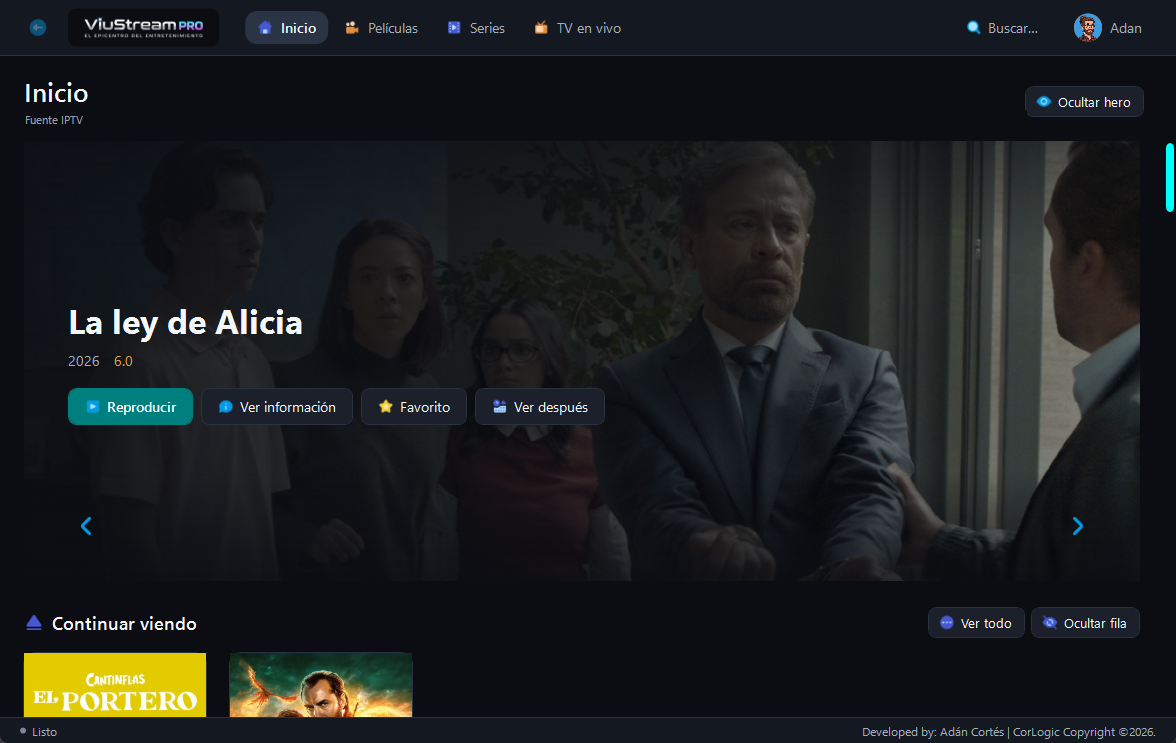 ViuStream PRO
EL EPICENTRO DEL ENTRETENIMIENTO
Inicio
Películas
Series
TV en vivo
Buscar...
Adan
Inicio
Fuente IPTV
Ocultar hero
La ley de Alicia
2026 6.0
Reproducir
Ver información
Favorito
Ver después
Continuar viendo
Ver todo
Ocultar fila
CANTINFLAS
EL PORTERO
Listo
Developed by: Adán Cortés | CorLogic Copyright ©2026.